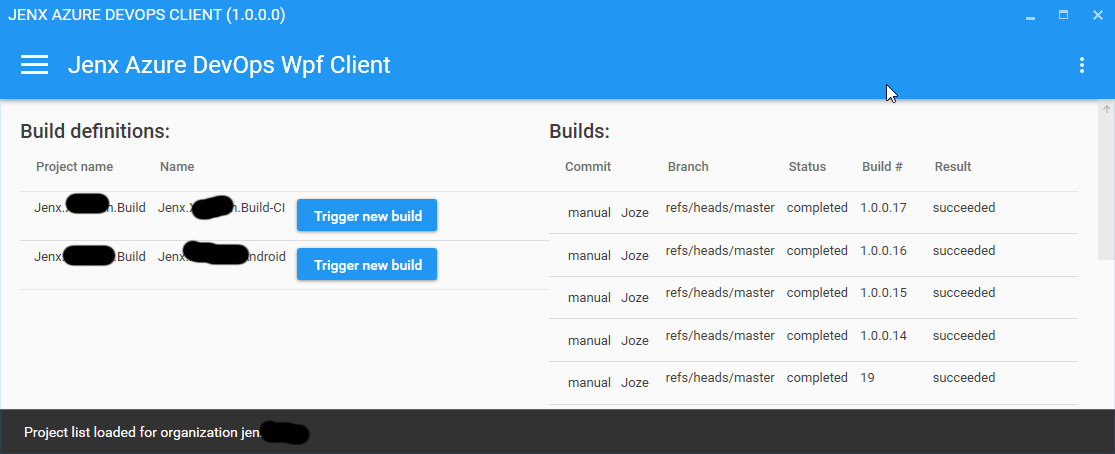 JENX AZURE DEVOPS CLIENT (1.0.0.0)
Jenx Azure DevOps Wpf Client
Build definitions:
Project name Name
Jenx. .Build Jenx. .Build-CI Trigger new build
Jenx. .Build Jenx. ndroid Trigger new build
Builds:
Commit Branch Status Build # Result
manual Joze refs/heads/master completed 1.0.0.17 succeeded
manual Joze refs/heads/master completed 1.0.0.16 succeeded
manual Joze refs/heads/master completed 1.0.0.15 succeeded
manual Joze refs/heads/master completed 1.0.0.14 succeeded
manual Joze refs/heads/master completed 19 succeeded
Project list loaded for organization jen